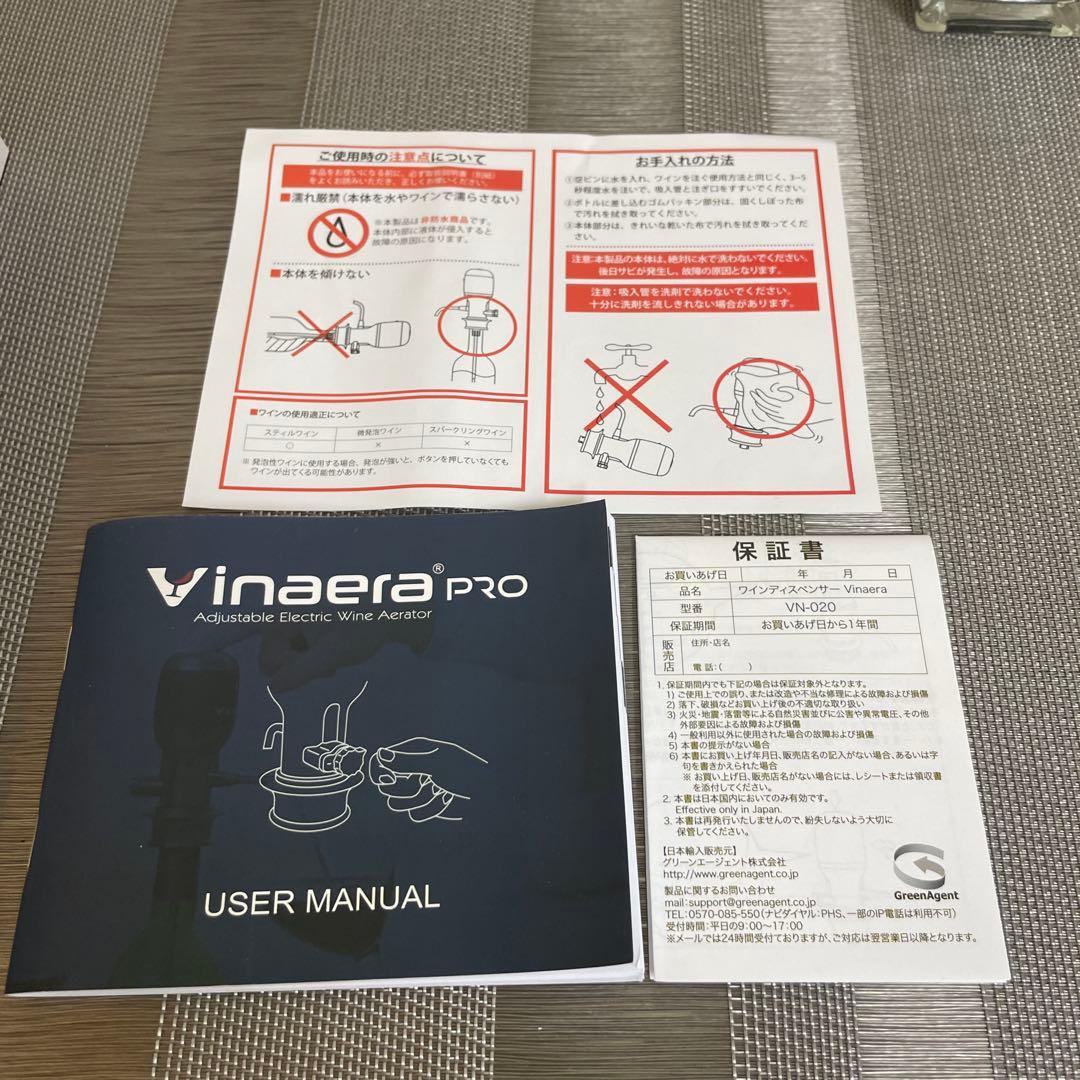 ご使用時の注意点について
本品をお使いになる前に、必ず取扱説明書(別紙)
をよくお読みいただき、正しくお使いください。
■濡れ厳禁(本体を水やワインで濡らさない)
※本製品は非防水商品です。
本体内部に液体が侵入すると
故障の原因になります。
■本体を傾けない
■ワインの使用適正について
スティルワイン 微発泡ワイン スパークリングワイン
○ × ×
※ 発泡性ワインに使用する場合、発泡が強いと、ボタンを押していなくても
ワインが出てくる可能性があります。
お手入れの方法
①空ビンに水を入れ、ワインを注ぐ使用方法と同じく、3~5
秒程度水を注いで、吸入管と注ぎ口をすすいでください。
②ボトルに差し込むゴムパッキン部分は、固くしぼった布
で汚れを拭き取ってください。
③本体部分は、きれいな乾いた布で汚れを拭き取ってくだ
さい。
注意:本製品の本体は、絶対に水で洗わないでください。
後日サビが発生し、故障の原因となります。
注意:吸入管を洗剤で洗わないでください。
十分に洗剤を流しきれない場合があります。
Vinaera® PRO
Adjustable Electric Wine Aerator
USER MANUAL
保証書
お買いあげ日 年 月 日
品名 ワインディスペンサー Vinaera
型番 VN-020
保証期間 お買いあげ日から1年間
販売店 住所・店名
電話:( )
1. 保証期間内でも下記の場合は保証対象外となります。
1) ご使用上での誤り、または改造や不当な修理による故障および損傷
2) 落下、破損などお買い上げ後の不適切な取り扱い
3) 火災・地震・落雷等による自然災害並びに公害や異常電圧、その他
外部要因による故障および損傷
4) 一般利用以外に使用された場合の故障および損傷
5) 本書の提示がない場合
6) 本書にお買い上げ年月日、販売店名の記入がない場合、あるいは字
句を書きかえられた場合
※ お買い上げ日、販売店名がない場合には、レシートまたは領収書
を添付してください。
2. 本書は日本国内においてのみ有効です。
Effective only in Japan.
3. 本書は再発行いたしませんので、紛失しないよう大切に
保管してください。
【日本輸入販売元】
グリーンエージェント株式会社
http://www.greenagent.co.jp
GreenAgent
製品に関するお問い合わせ
mail:support@greenagent.co.jp
TEL:0570-085-550(ナビダイヤル:PHS、一部のIP電話は利用不可)
受付時間:平日の9:00~17:00
※メールでは24時間受付ておりますが、ご対応は翌営業日以降となります。